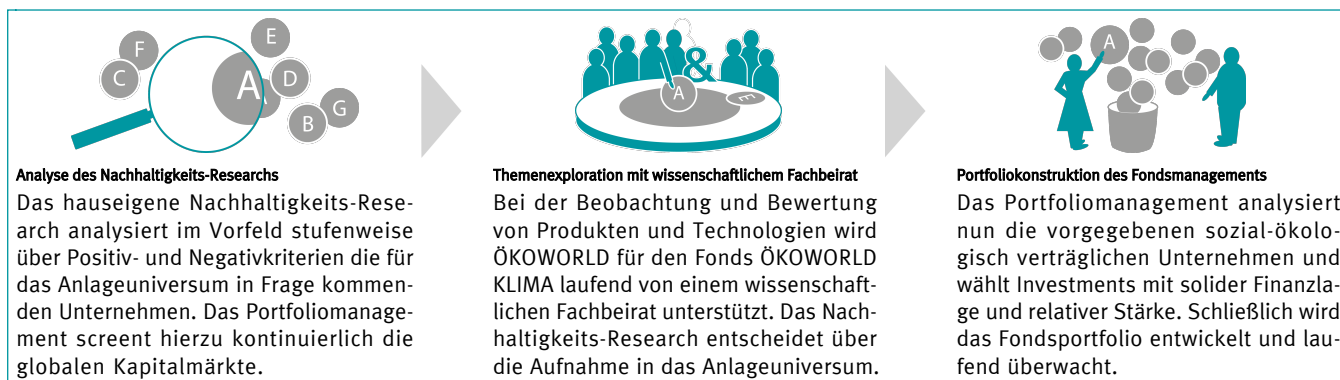 F
C
E
A
A
D
B
G
&
A
E
A
Analyse des Nachhaltigkeits-Researchs
Das hauseigene Nachhaltigkeits-Rese-
arch analysiert im Vorfeld stufenweise
über Positiv- und Negativkriterien die für
das Anlageuniversum in Frage kommen-
den Unternehmen. Das Portfoliomanage-
ment screent hierzu kontinuierlich die
globalen Kapitalmärkte.
Themenexploration mit wissenschaftlichem Fachbeirat
Bei der Beobachtung und Bewertung
von Produkten und Technologien wird
ÖKOWORLD für den Fonds ÖKOWORLD
KLIMA laufend von einem wissenschaft-
lichen Fachbeirat unterstützt. Das Nach-
haltigkeits-Research entscheidet über
die Aufnahme in das Anlageuniversum.
Portfoliokonstruktion des Fondsmanagements
Das Portfoliomanagement analysiert
nun die vorgegebenen sozial-ökolo-
gisch verträglichen Unternehmen und
wählt Investments mit solider Finanzla-
ge und relativer Stärke. Schließlich wird
das Fondsportfolio entwickelt und lau-
fend überwacht.